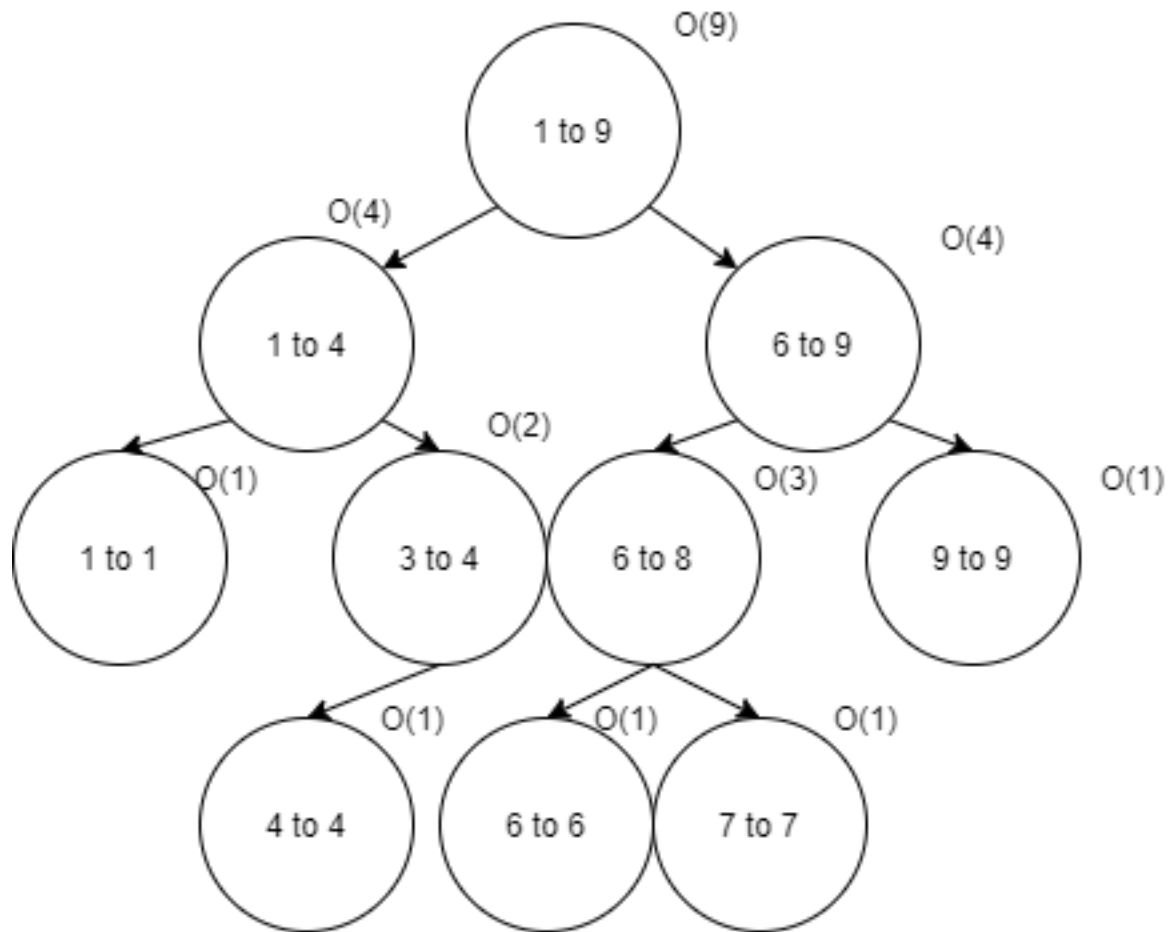 O(9)
1 to 9
O(4)
O(4)
1 to 4
6 to 9
O(2)
O(1)
O(3)
O(1)
1 to 1
3 to 4
6 to 8
9 to 9
O(1)
O(1)
O(1)
4 to 4
6 to 6
7 to 7